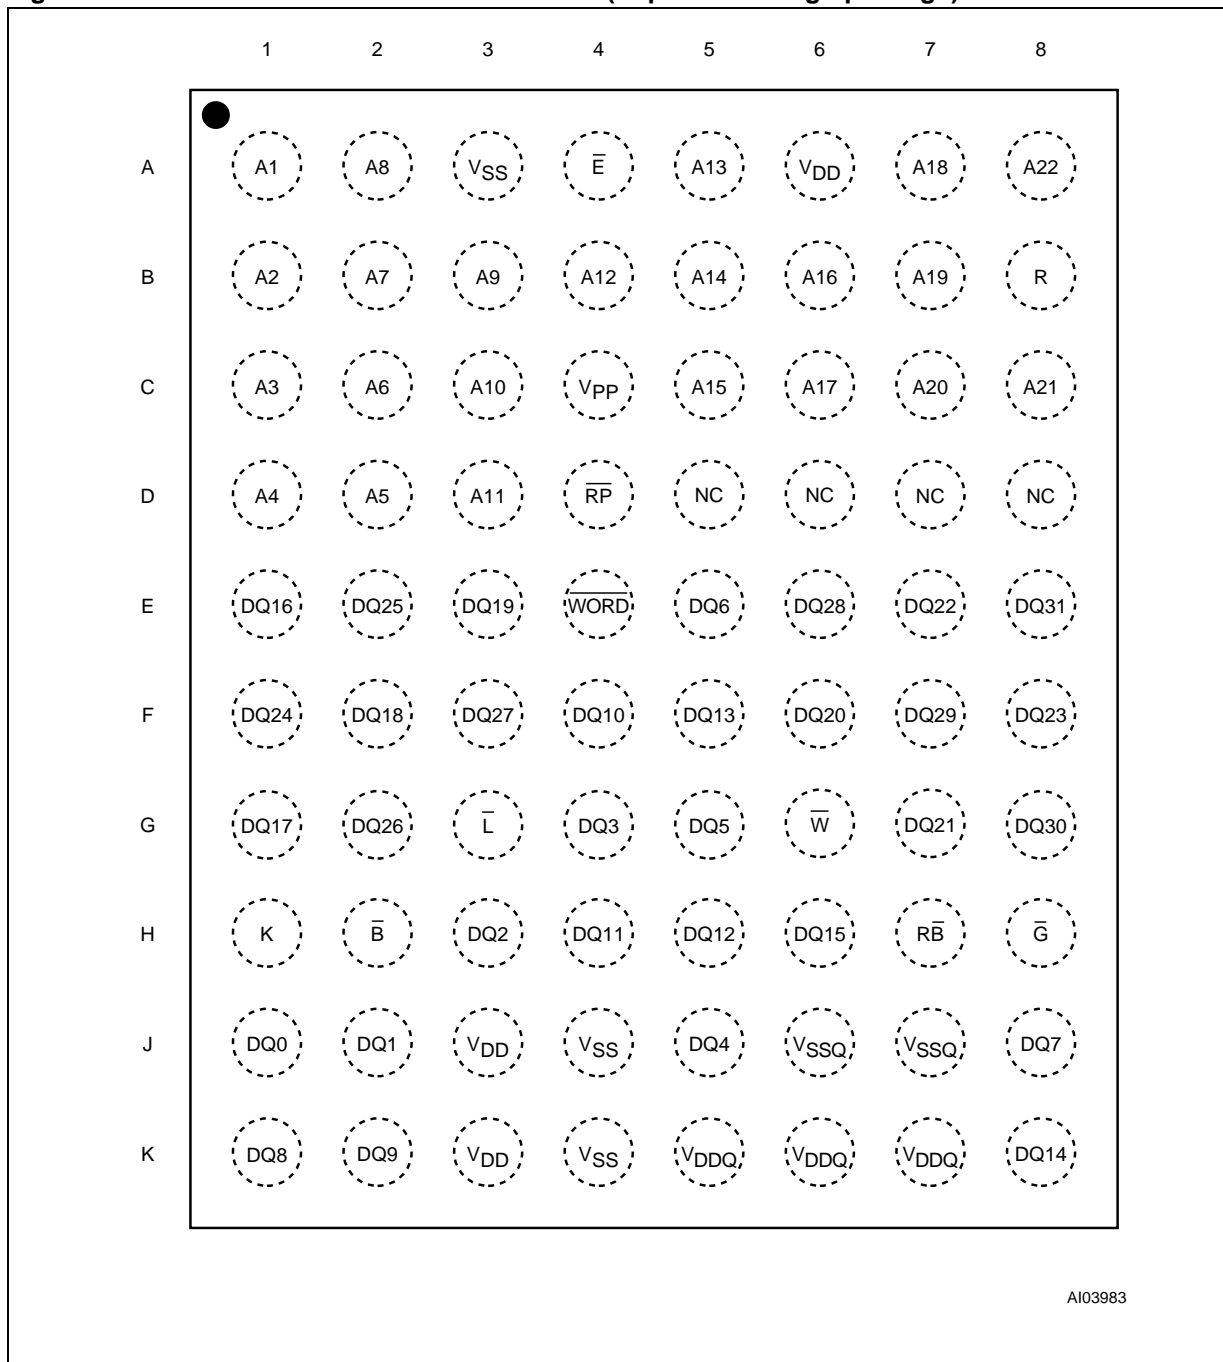 1 2 3 4 5 6 7 8
A A1 A8 VSS E̅ A13 VDD A18 A22
B A2 A7 A9 A12 A14 A16 A19 R
C A3 A6 A10 VPP A15 A17 A20 A21
D A4 A5 A11 R̅P̅ NC NC NC NC
E DQ16 DQ25 DQ19 W̅O̅R̅D̅ DQ6 DQ28 DQ22 DQ31
F DQ24 DQ18 DQ27 DQ10 DQ13 DQ20 DQ29 DQ23
G DQ17 DQ26 L̅ DQ3 DQ5 W̅ DQ21 DQ30
H K B̅ DQ2 DQ11 DQ12 DQ15 RB̅ G̅
J DQ0 DQ1 VDD VSS DQ4 VSSQ VSSQ DQ7
K DQ8 DQ9 VDD VSS VDDQ VDDQ VDDQ DQ14
AI03983